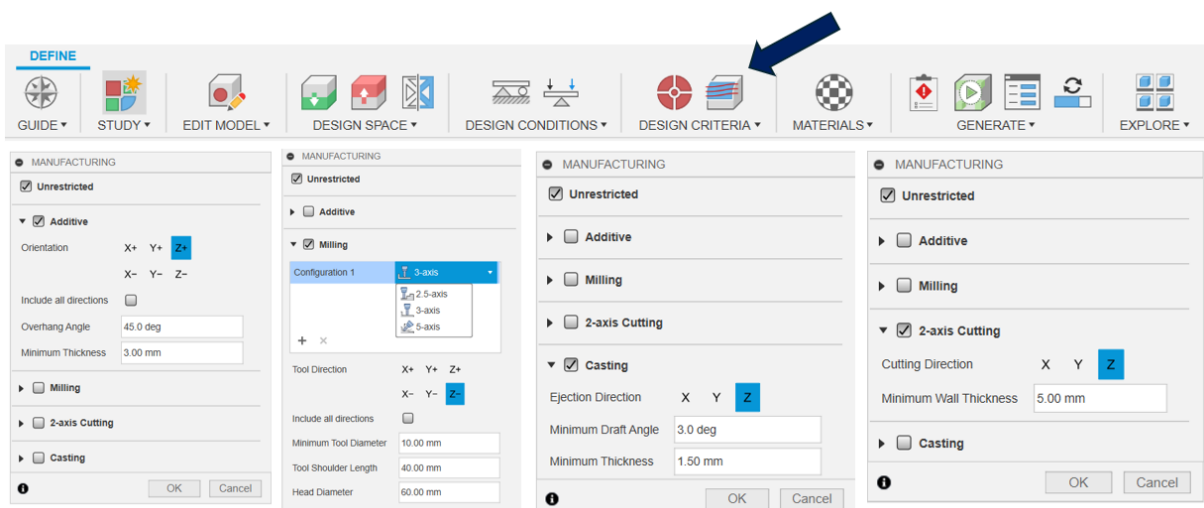 DEFINE
GUIDE▾ STUDY▾ EDIT MODEL▾ DESIGN SPACE▾ DESIGN CONDITIONS▾ DESIGN CRITERIA▾ MATERIALS▾ GENERATE▾ EXPLORE▾
MANUFACTURING
Unrestricted
Additive
Orientation X+ Y+ Z+
X- Y- Z-
Include all directions
Overhang Angle 45.0 deg
Minimum Thickness 3.00 mm
Milling
2-axis Cutting
Casting
OK Cancel
MANUFACTURING
Unrestricted
Additive
Milling
Configuration 1 3-axis
2.5-axis
3-axis
5-axis
+ ×
Tool Direction X+ Y+ Z+
X- Y- Z-
Include all directions
Minimum Tool Diameter 10.00 mm
Tool Shoulder Length 40.00 mm
Head Diameter 60.00 mm
MANUFACTURING
Unrestricted
Additive
Milling
2-axis Cutting
Casting
Ejection Direction X Y Z
Minimum Draft Angle 3.0 deg
Minimum Thickness 1.50 mm
OK Cancel
MANUFACTURING
Unrestricted
Additive
Milling
2-axis Cutting
Cutting Direction X Y Z
Minimum Wall Thickness 5.00 mm
Casting
OK Cancel